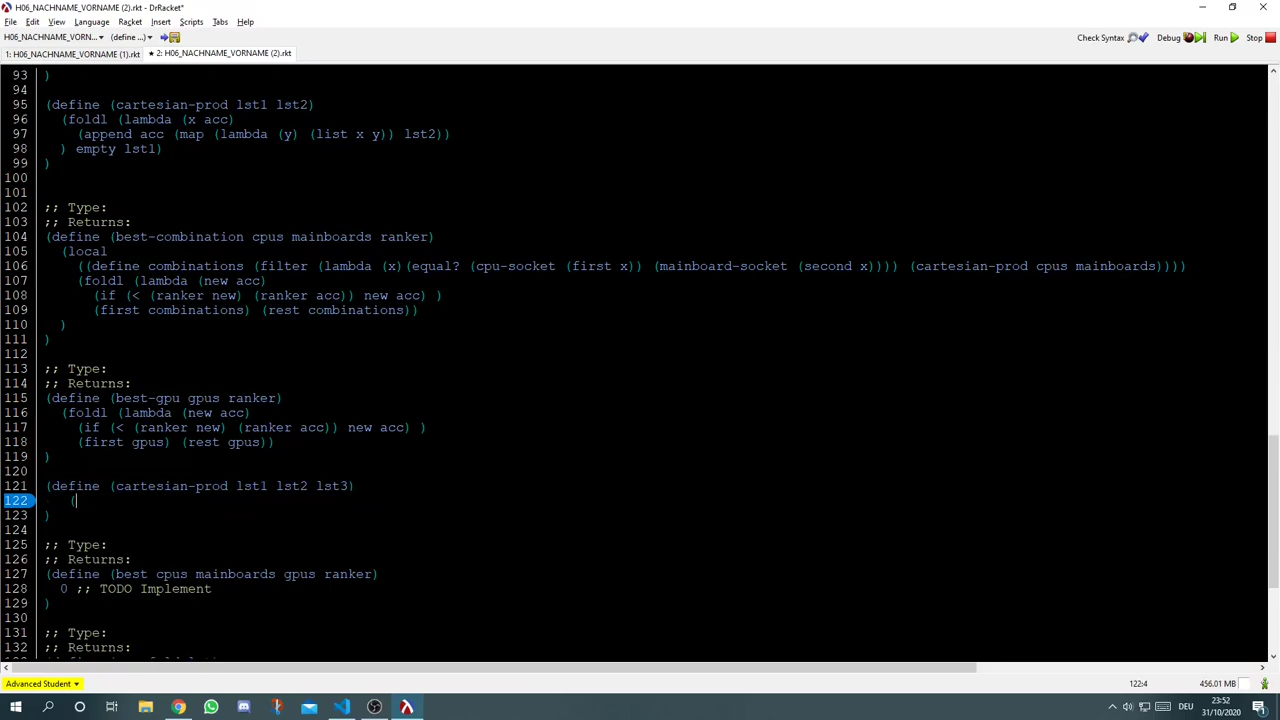 H06_NACHNAME_VORNAME (2).rkt - DrRacket*
File Edit View Language Racket Insert Scripts Tabs Help
H06_NACHNAME_VORN...▾ (define ...)▾ Check Syntax Debug Run Stop
1: H06_NACHNAME_VORNAME (1).rkt ★ 2: H06_NACHNAME_VORNAME (2).rkt
93 )
94
95 (define (cartesian-prod lst1 lst2)
96 (foldl (lambda (x acc)
97 (append acc (map (lambda (y) (list x y)) lst2))
98 ) empty lst1)
99 )
100
101
102 ;; Type:
103 ;; Returns:
104 (define (best-combination cpus mainboards ranker)
105 (local
106 ((define combinations (filter (lambda (x)(equal? (cpu-socket (first x)) (mainboard-socket (second x)))) (cartesian-prod cpus mainboards))))
107 (foldl (lambda (new acc)
108 (if (< (ranker new) (ranker acc)) new acc) )
109 (first combinations) (rest combinations))
110 )
111 )
112
113 ;; Type:
114 ;; Returns:
115 (define (best-gpu gpus ranker)
116 (foldl (lambda (new acc)
117 (if (< (ranker new) (ranker acc)) new acc) )
118 (first gpus) (rest gpus))
119 )
120
121 (define (cartesian-prod lst1 lst2 lst3)
122 (
123 )
124
125 ;; Type:
126 ;; Returns:
127 (define (best cpus mainboards gpus ranker)
128 0 ;; TODO Implement
129 )
130
131 ;; Type:
132 ;; Returns:
Advanced Student▾ 122:4 456.01 MB
DEU 23:52
31/10/2020